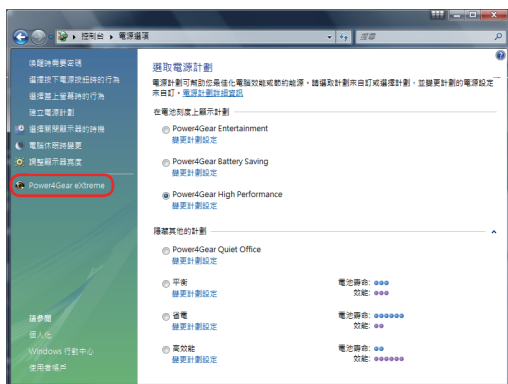 控制台 ▸ 電源選項
搜尋
喚醒時需要密碼
選擇按下電源按鈕時的行為
選擇蓋上螢幕時的行為
建立電源計劃
選擇關閉顯示器的時機
電腦休眠時變更
調整顯示器亮度
Power4Gear eXtreme
請參閱
個人化
Windows 行動中心
使用者帳戶
選取電源計劃
電源計劃可幫助您最佳化電腦效能或節約能源。請選取計劃來自訂或選擇計劃，並變更計劃的電源設定
來自訂。電源計劃詳細資訊
在電池刻度上顯示計劃
Power4Gear Entertainment
變更計劃設定
Power4Gear Battery Saving
變更計劃設定
Power4Gear High Performance
變更計劃設定
隱藏其他的計劃
Power4Gear Quiet Office
變更計劃設定
平衡
電池壽命:
變更計劃設定
效能:
省電
電池壽命:
變更計劃設定
效能:
高效能
電池壽命:
變更計劃設定
效能: